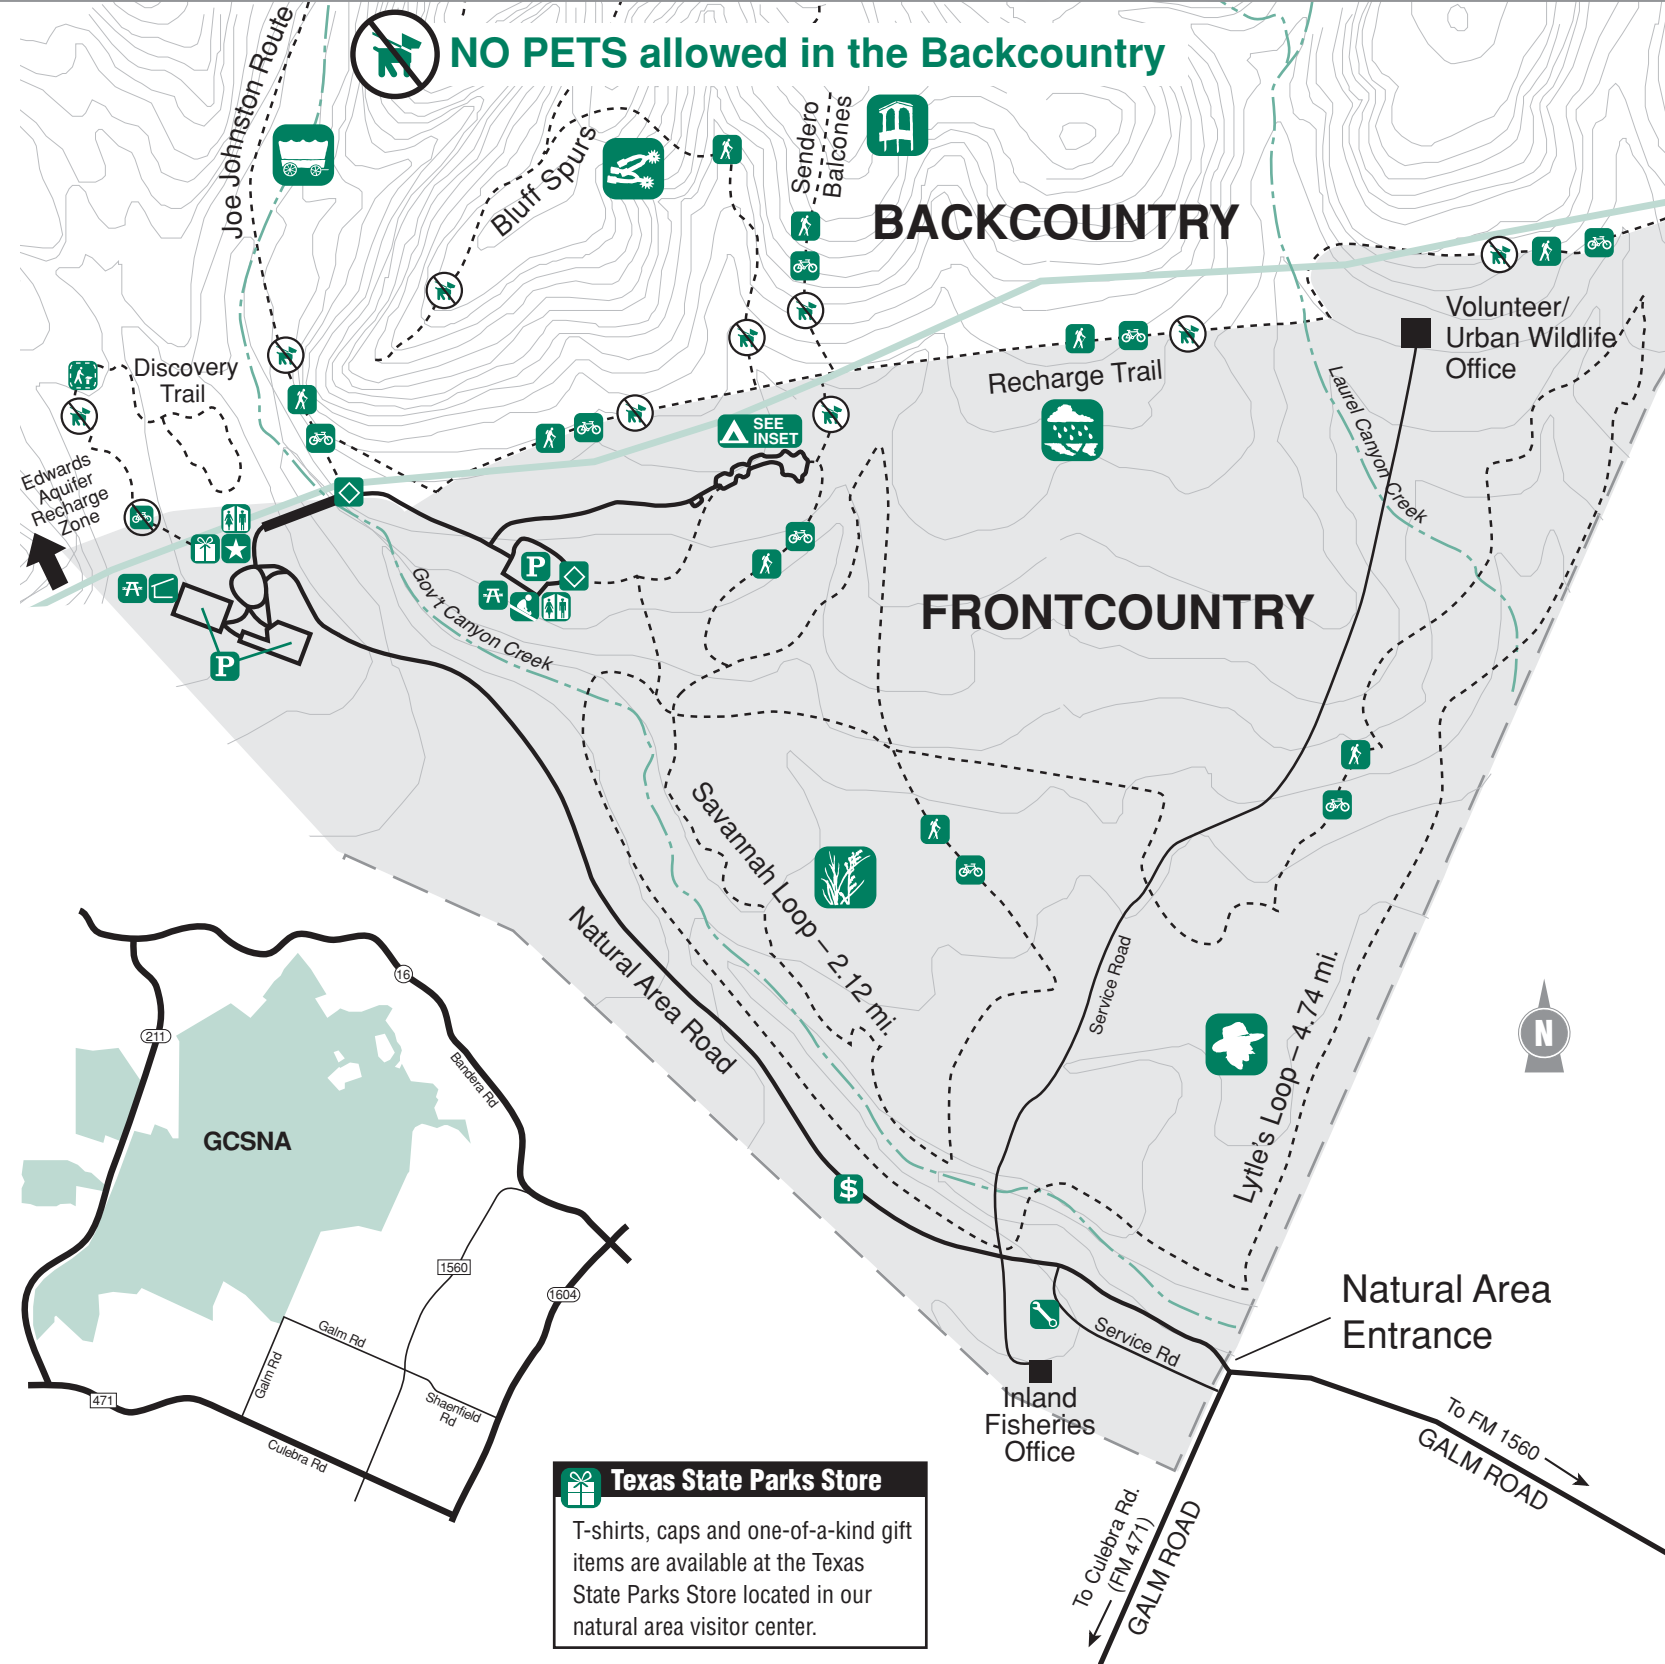 NO PETS allowed in the Backcountry
Joe Johnston Route
Bluff Spurs
Sendero
Balcones
BACKCOUNTRY
Volunteer/
Urban Wildlife
Office
Discovery
Trail
Recharge Trail
SEE
INSET
Laurel Canyon Creek
Edwards
Aquifer
Recharge
Zone
P
P
Gov't Canyon Creek
FRONTCOUNTRY
Savannah Loop – 2.12 mi.
Natural Area Road
Service Road
Lytle's Loop – 4.74 mi.
N
$
16
211
Bandera Rd
GCSNA
1560
1604
Galm Rd
Galm Rd
Shaenfield
Rd
471
Culebra Rd
Natural Area
Entrance
Service Rd
Inland
Fisheries
Office
To FM 1560
GALM ROAD
To Culebra Rd.
(FM 471)
GALM ROAD
Texas State Parks Store
T-shirts, caps and one-of-a-kind gift
items are available at the Texas
State Parks Store located in our
natural area visitor center.